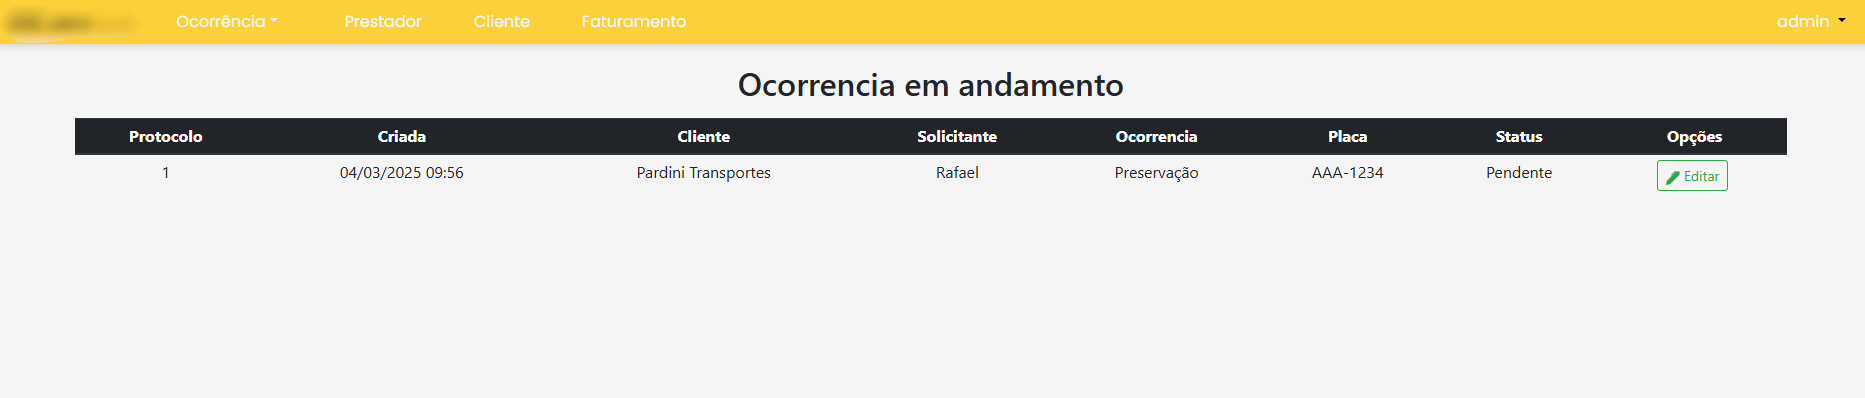 Ocorrência Prestador Cliente Faturamento admin
Ocorrencia em andamento
Protocolo Criada Cliente Solicitante Ocorrencia Placa Status Opções
1 04/03/2025 09:56 Pardini Transportes Rafael Preservação AAA-1234 Pendente Editar